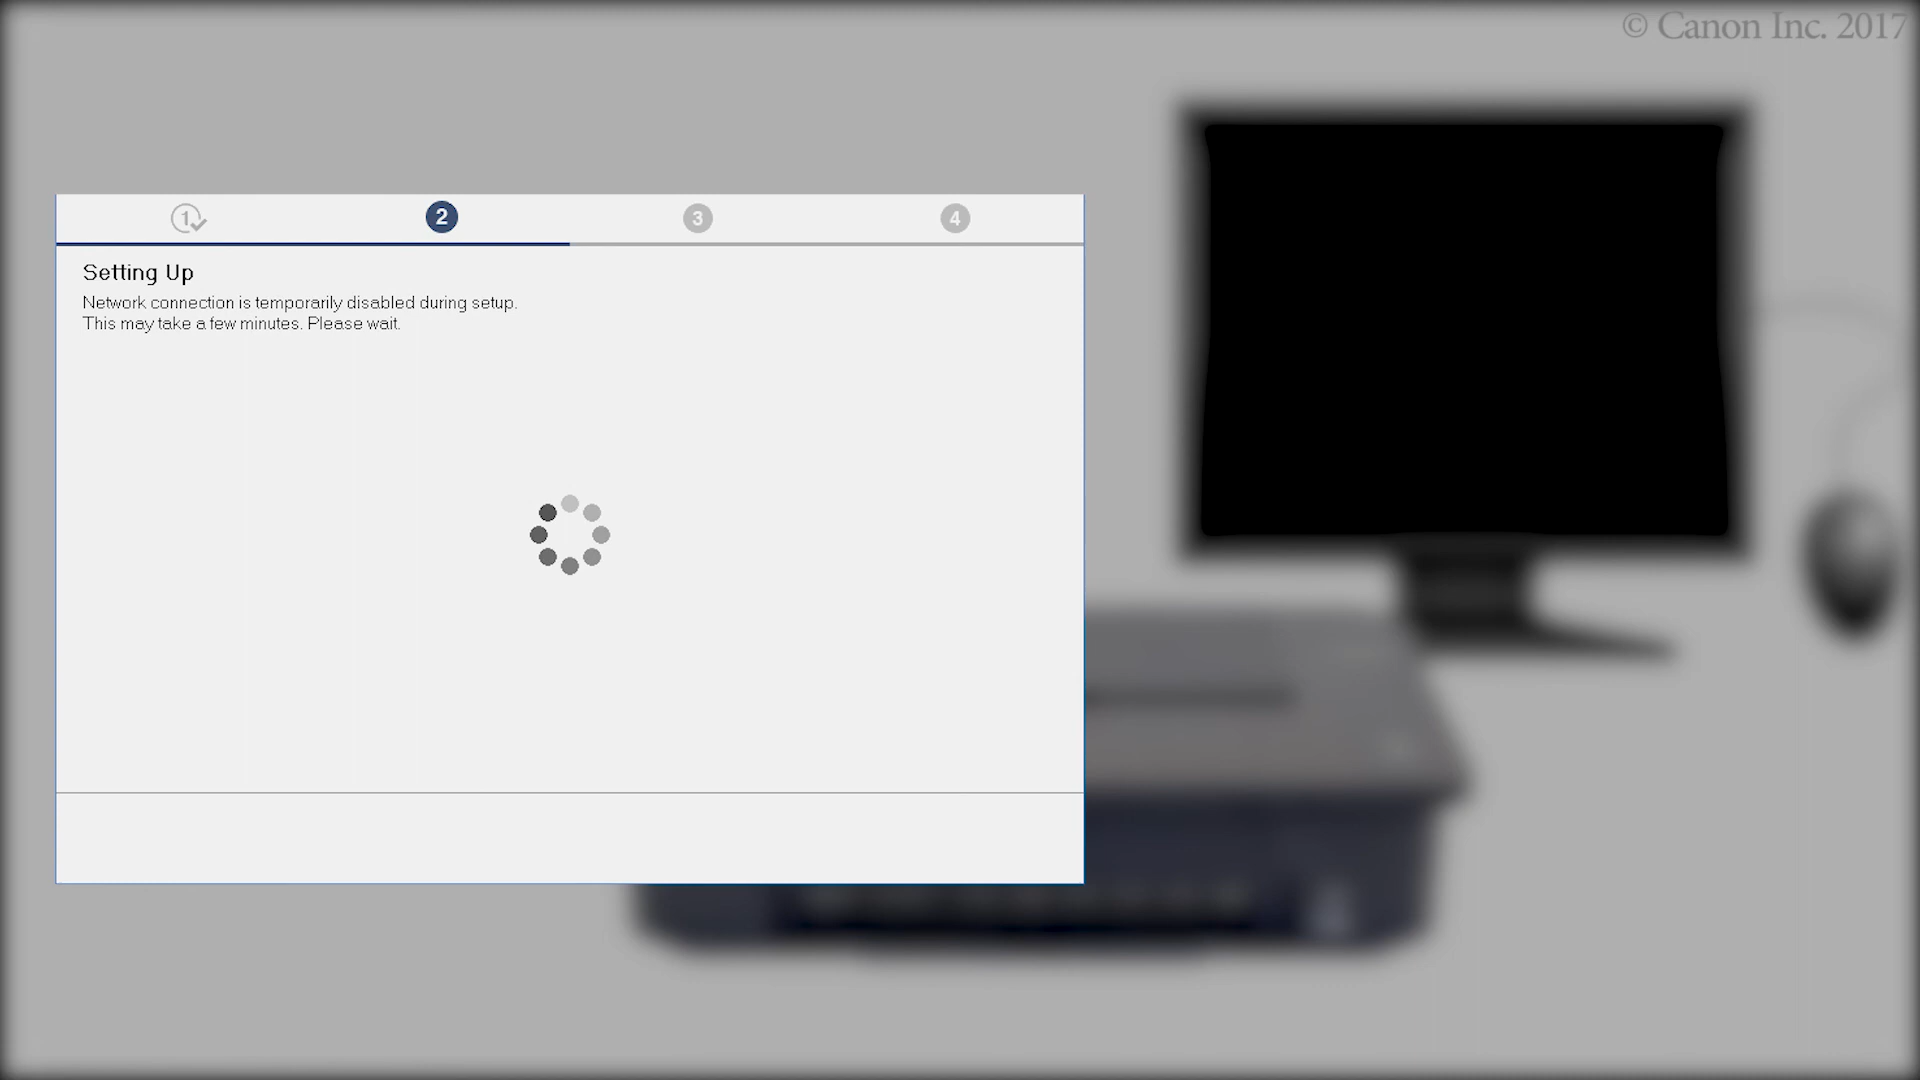 © Canon Inc. 2017
1
2
3
4
Setting Up
Network connection is temporarily disabled during setup.
This may take a few minutes. Please wait.